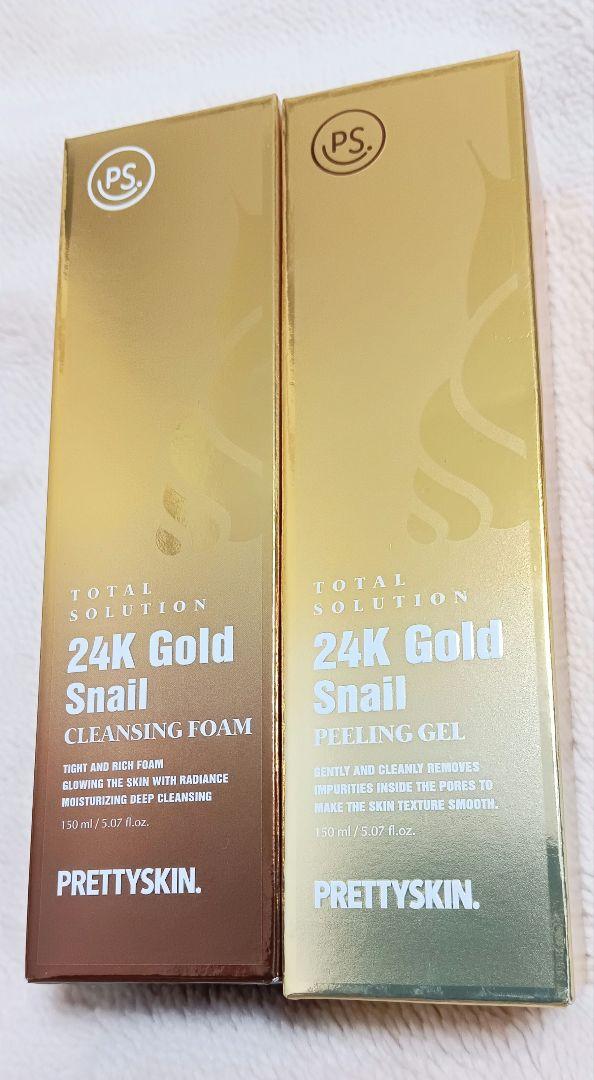 PS.
TOTAL
SOLUTION
24K Gold
Snail
CLEANSING FOAM
TIGHT AND RICH FOAM
GLOWING THE SKIN WITH RADIANCE
MOISTURIZING DEEP CLEANSING
150 ml / 5.07 fl.oz.
PRETTYSKIN.
PS.
TOTAL
SOLUTION
24K Gold
Snail
PEELING GEL
GENTLY AND CLEANLY REMOVES
IMPURITIES INSIDE THE PORES TO
MAKE THE SKIN TEXTURE SMOOTH.
150 ml / 5.07 fl.oz.
PRETTYSKIN.